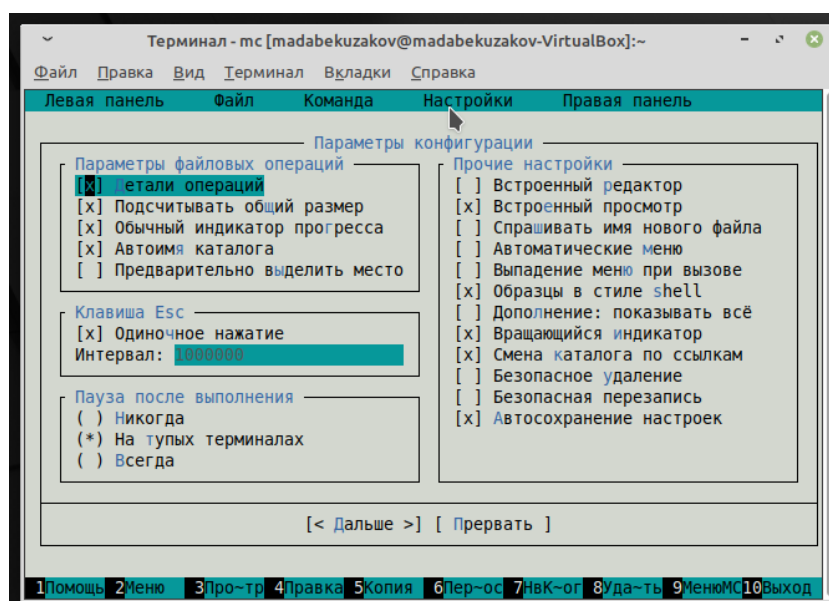 Терминал - mc [madabekuzakov@madabekuzakov-VirtualBox]:~
Файл Правка Вид Терминал Вкладки Справка
Левая панель Файл Команда Настройки Правая панель
Параметры конфигурации
Параметры файловых операций
[x] Детали операций
[x] Подсчитывать общий размер
[x] Обычный индикатор прогресса
[x] Автоимя каталога
[ ] Предварительно выделить место
Клавиша Esc
[x] Одиночное нажатие
Интервал: 1000000
Пауза после выполнения
( ) Никогда
(*) На тупых терминалах
( ) Всегда
Прочие настройки
[ ] Встроенный редактор
[x] Встроенный просмотр
[ ] Спрашивать имя нового файла
[ ] Автоматические меню
[ ] Выпадение меню при вызове
[x] Образцы в стиле shell
[ ] Дополнение: показывать всё
[x] Вращающийся индикатор
[x] Смена каталога по ссылкам
[ ] Безопасное удаление
[ ] Безопасная перезапись
[x] Автосохранение настроек
[< Дальше >] [ Прервать ]
1Помощь 2Меню 3Про~тр 4Правка 5Копия 6Пер~ос 7НвК~ог 8Уда~ть 9МенюМС 10Выход